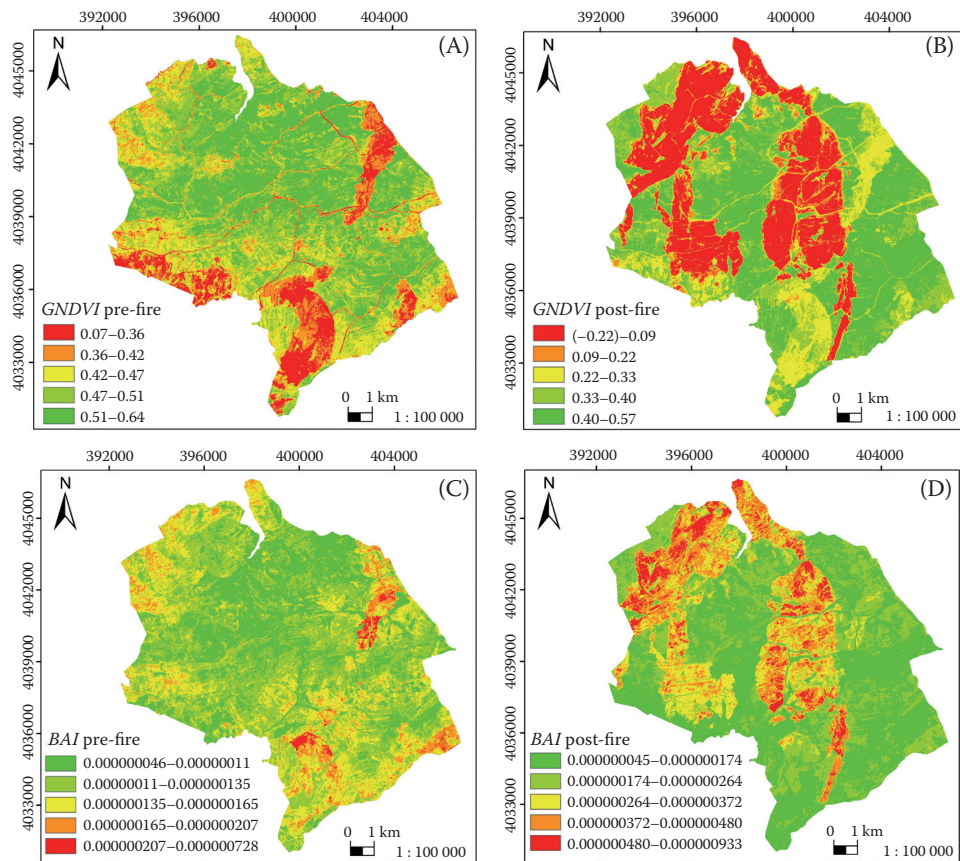 392000 396000 400000 404000
392000 396000 400000 404000
N
(A)
4045000
4042000
4039000
4036000
4033000
GNDVI pre-fire
0.07–0.36
0.36–0.42
0.42–0.47
0.47–0.51
0.51–0.64
0 1 km
1 : 100 000
N
(B)
4045000
4042000
4039000
4036000
4033000
GNDVI post-fire
(−0.22)–0.09
0.09–0.22
0.22–0.33
0.33–0.40
0.40–0.57
0 1 km
1 : 100 000
392000 396000 400000 404000
392000 396000 400000 404000
N
(C)
4045000
4042000
4039000
4036000
4033000
BAI pre-fire
0.000000046–0.00000011
0.00000011–0.000000135
0.000000135–0.000000165
0.000000165–0.000000207
0.000000207–0.000000728
0 1 km
1 : 100 000
N
(D)
4045000
4042000
4039000
4036000
4033000
BAI post-fire
0.000000045–0.000000174
0.000000174–0.000000264
0.000000264–0.000000372
0.000000372–0.000000480
0.000000480–0.000000933
0 1 km
1 : 100 000